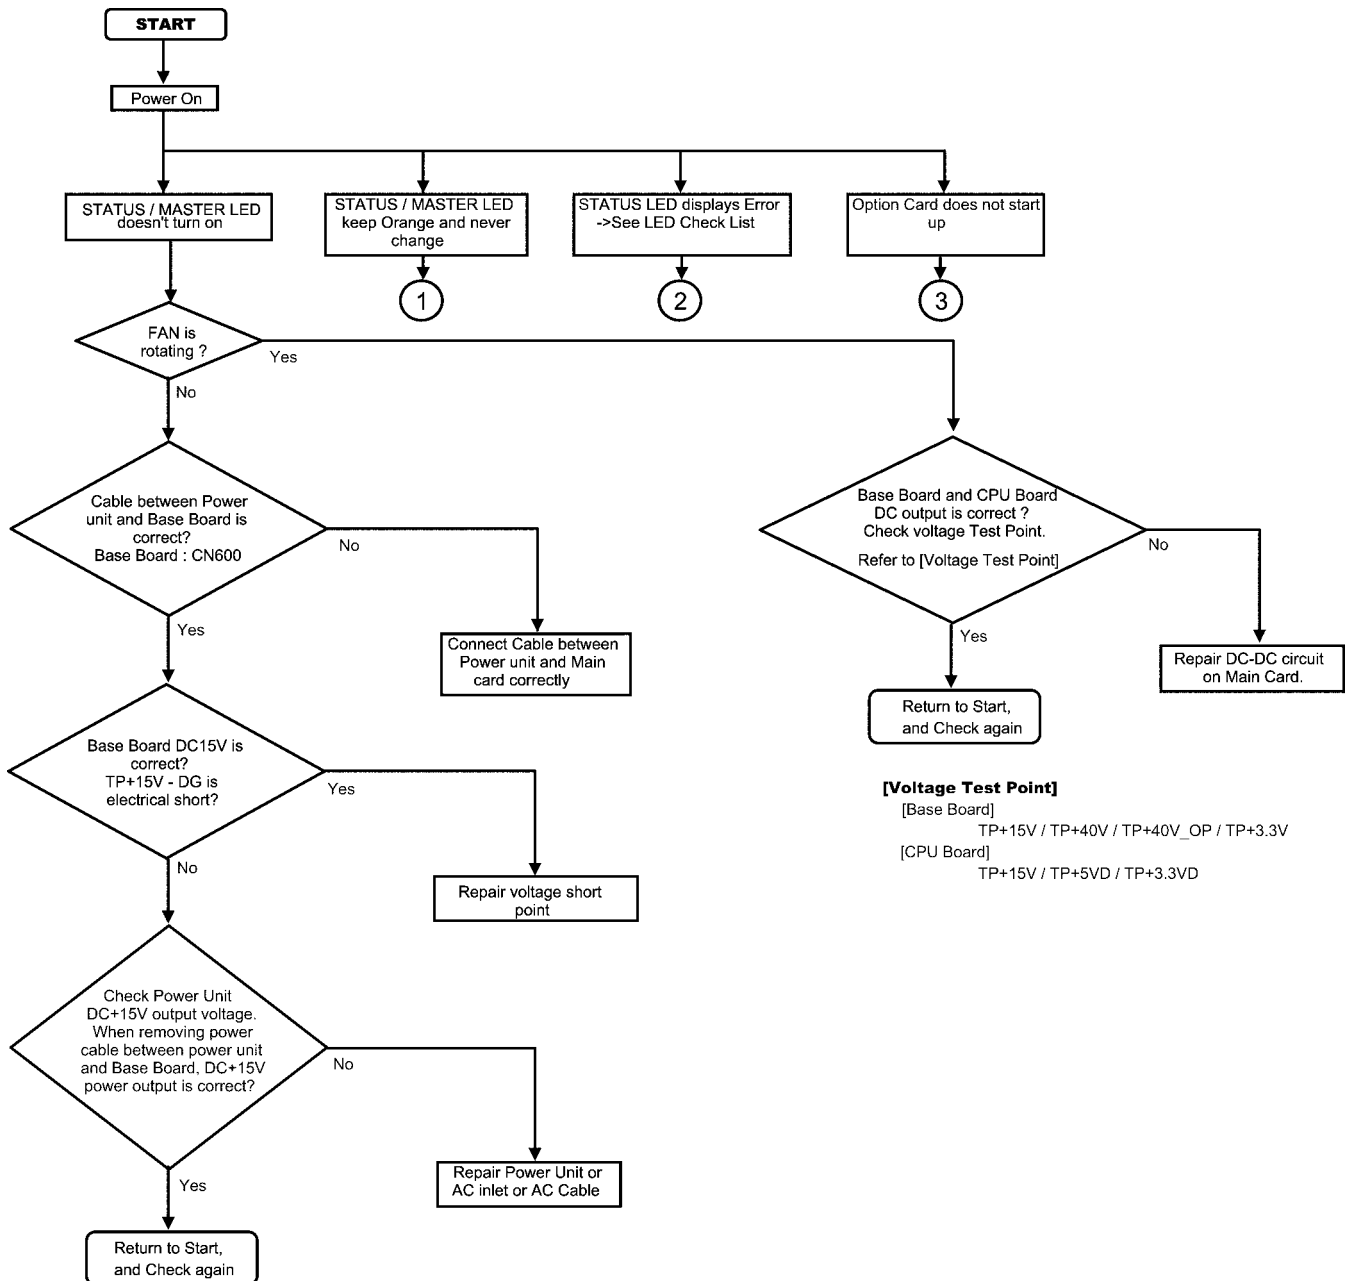 START
Power On
STATUS / MASTER LED
doesn't turn on
STATUS / MASTER LED
keep Orange and never
change
STATUS LED displays Error
->See LED Check List
Option Card does not start
up
1
2
3
FAN is
rotating ?
Yes
No
Cable between Power
unit and Base Board is
correct?
Base Board : CN600
No
Yes
Connect Cable between
Power unit and Main
card correctly
Base Board and CPU Board
DC output is correct ?
Check voltage Test Point.
Refer to [Voltage Test Point]
No
Yes
Repair DC-DC circuit
on Main Card.
Return to Start,
and Check again
Base Board DC15V is
correct?
TP+15V - DG is
electrical short?
Yes
No
Repair voltage short
point
[Voltage Test Point]
[Base Board]
TP+15V / TP+40V / TP+40V_OP / TP+3.3V
[CPU Board]
TP+15V / TP+5VD / TP+3.3VD
Check Power Unit
DC+15V output voltage.
When removing power
cable between power unit
and Base Board, DC+15V
power output is correct?
No
Yes
Repair Power Unit or
AC inlet or AC Cable
Return to Start,
and Check again